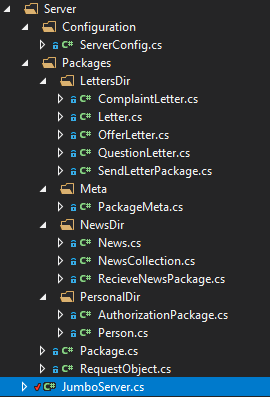 Server
Configuration
C# ServerConfig.cs
Packages
LettersDir
C# ComplaintLetter.cs
C# Letter.cs
C# OfferLetter.cs
C# QuestionLetter.cs
C# SendLetterPackage.cs
Meta
C# PackageMeta.cs
NewsDir
C# News.cs
C# NewsCollection.cs
C# RecieveNewsPackage.cs
PersonalDir
C# AuthorizationPackage.cs
C# Person.cs
C# Package.cs
C# RequestObject.cs
C# JumboServer.cs